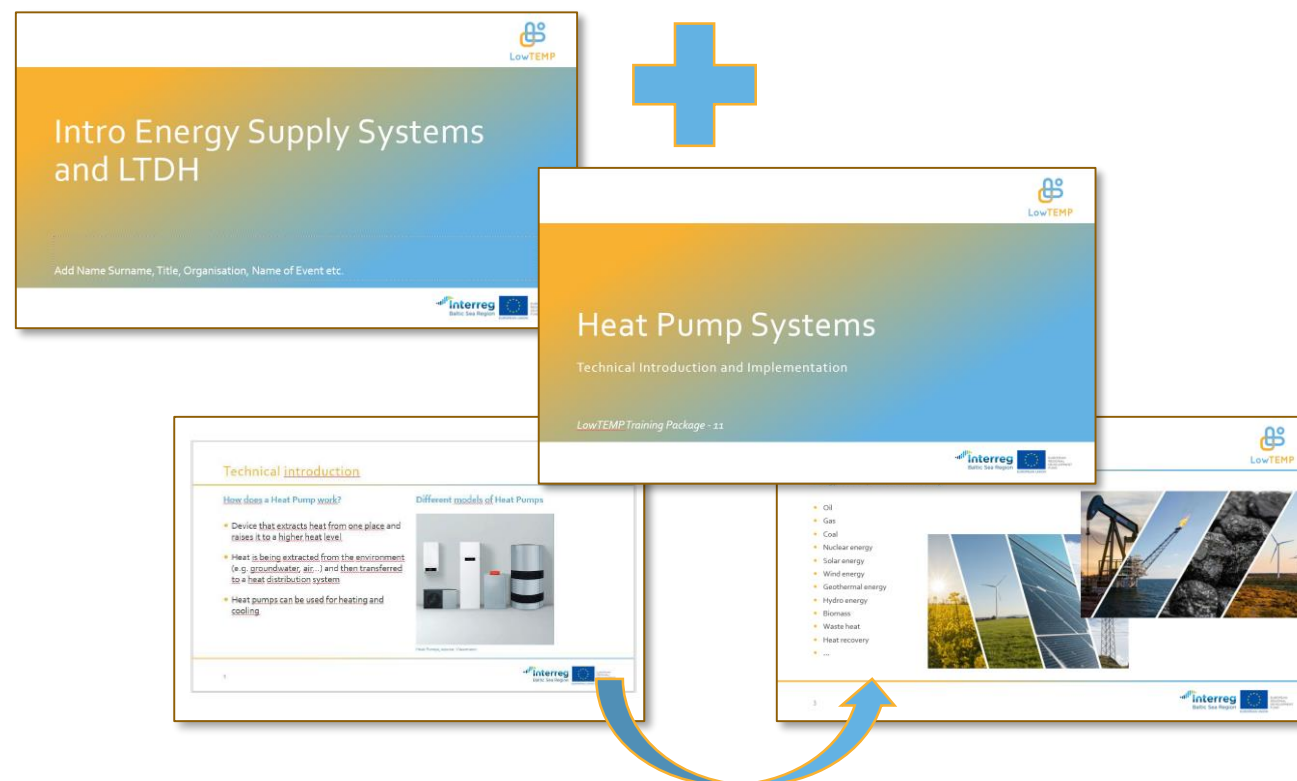 LowTEMP
Intro Energy Supply Systems
and LTDH
Add Name Surname, Title, Organisation, Name of Event etc.
Interreg
Baltic Sea Region
LowTEMP
Heat Pump Systems
Technical Introduction and Implementation
LowTEMP Training Package - 11
Interreg
Baltic Sea Region
EUROPEAN UNION
Technical introduction
How does a Heat Pump work?
Device that extracts heat from one place and
raises it to a higher heat level
Heat is being extracted from the environment
(e.g. groundwater, air...) and then transferred
to a heat distribution system
Heat pumps can be used for heating and
cooling
Different models of Heat Pumps
Interreg
Baltic Sea Region
LowTEMP
Oil
Gas
Coal
Nuclear energy
Solar energy
Wind energy
Geothermal energy
Hydro energy
Biomass
Waste heat
Heat recovery
...
3
Interreg
Baltic Sea Region
EUROPEAN UNION